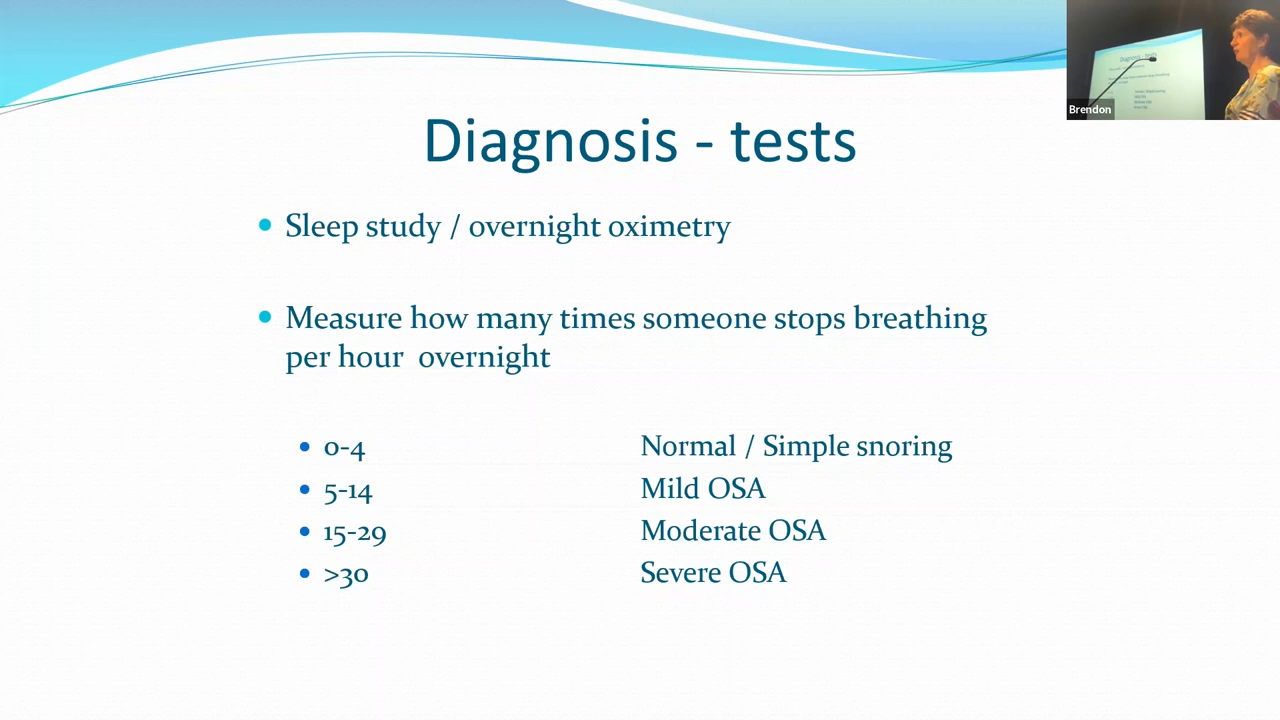 Diagnosis - tests
Brendon
Sleep study / overnight oximetry
Measure how many times someone stops breathing
per hour overnight
0-4 Normal / Simple snoring
5-14 Mild OSA
15-29 Moderate OSA
>30 Severe OSA